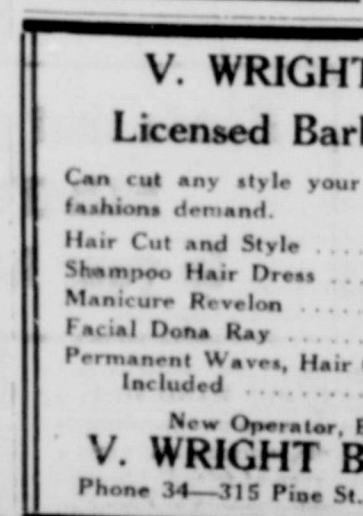 V. WRIGHT
Licensed Barb
Can cut any style your
fashions demand.
Hair Cut and Style ....
Shampoo Hair Dress ...
Manicure Revelon .....
Facial Dona Ray ......
Permanent Waves, Hair
Included .........
New Operator,
V. WRIGHT B
Phone 34—315 Pine St.